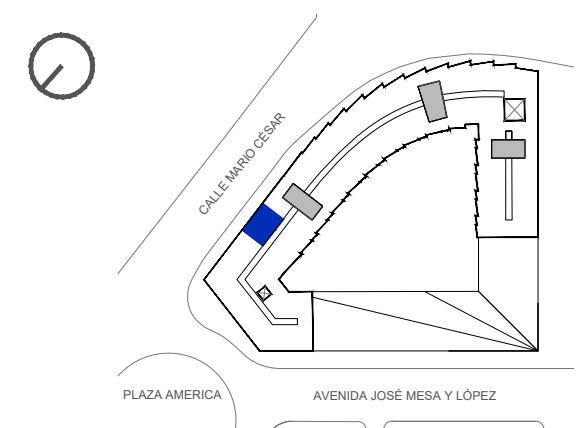 CALLE MARIO CÉSAR
PLAZA AMERICA
AVENIDA JOSÉ MESA Y LÓPEZ